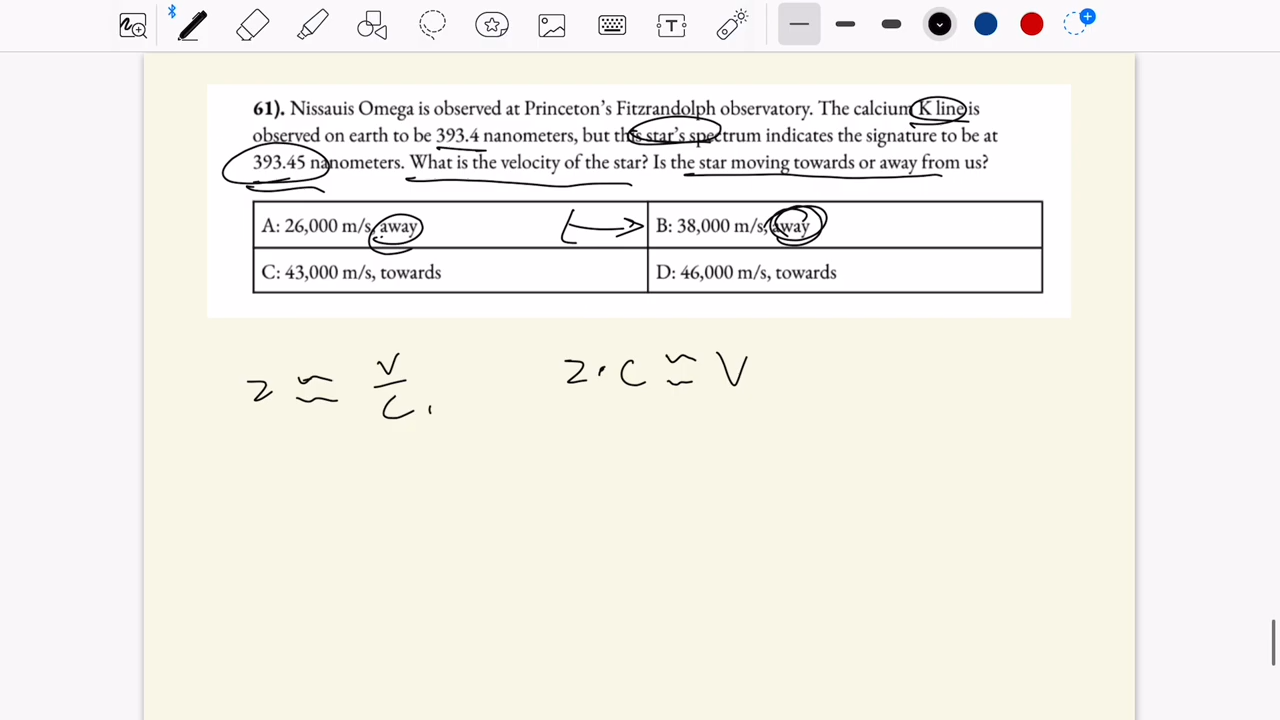 61). Nissauis Omega is observed at Princeton's Fitzrandolph observatory. The calcium K line is
observed on earth to be 393.4 nanometers, but this star's spectrum indicates the signature to be at
393.45 nanometers. What is the velocity of the star? Is the star moving towards or away from us?
A: 26,000 m/s, away
B: 38,000 m/s, away
C: 43,000 m/s, towards
D: 46,000 m/s, towards
z ≈ v/c
z · c ≈ V